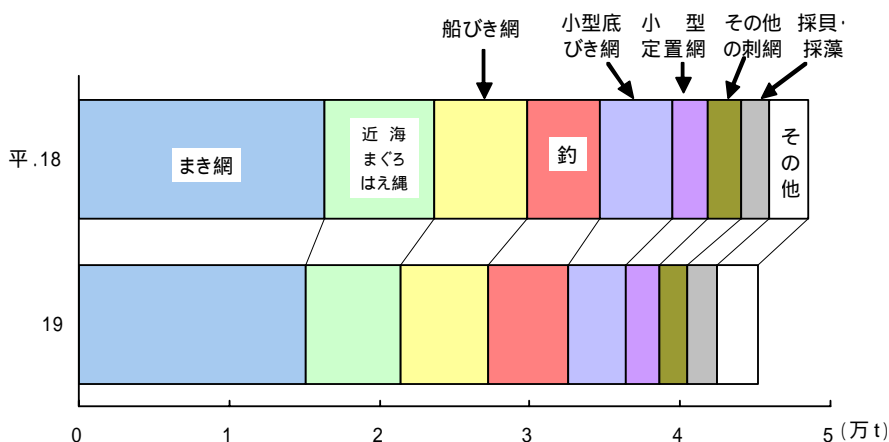 船びき網
小型底
びき網
小　型
定置網
その他
の刺網
採貝･
採藻
平.18
まき網
近　海
まぐろ
はえ縄
釣
その他
19
0
1
2
3
4
5
(万t)